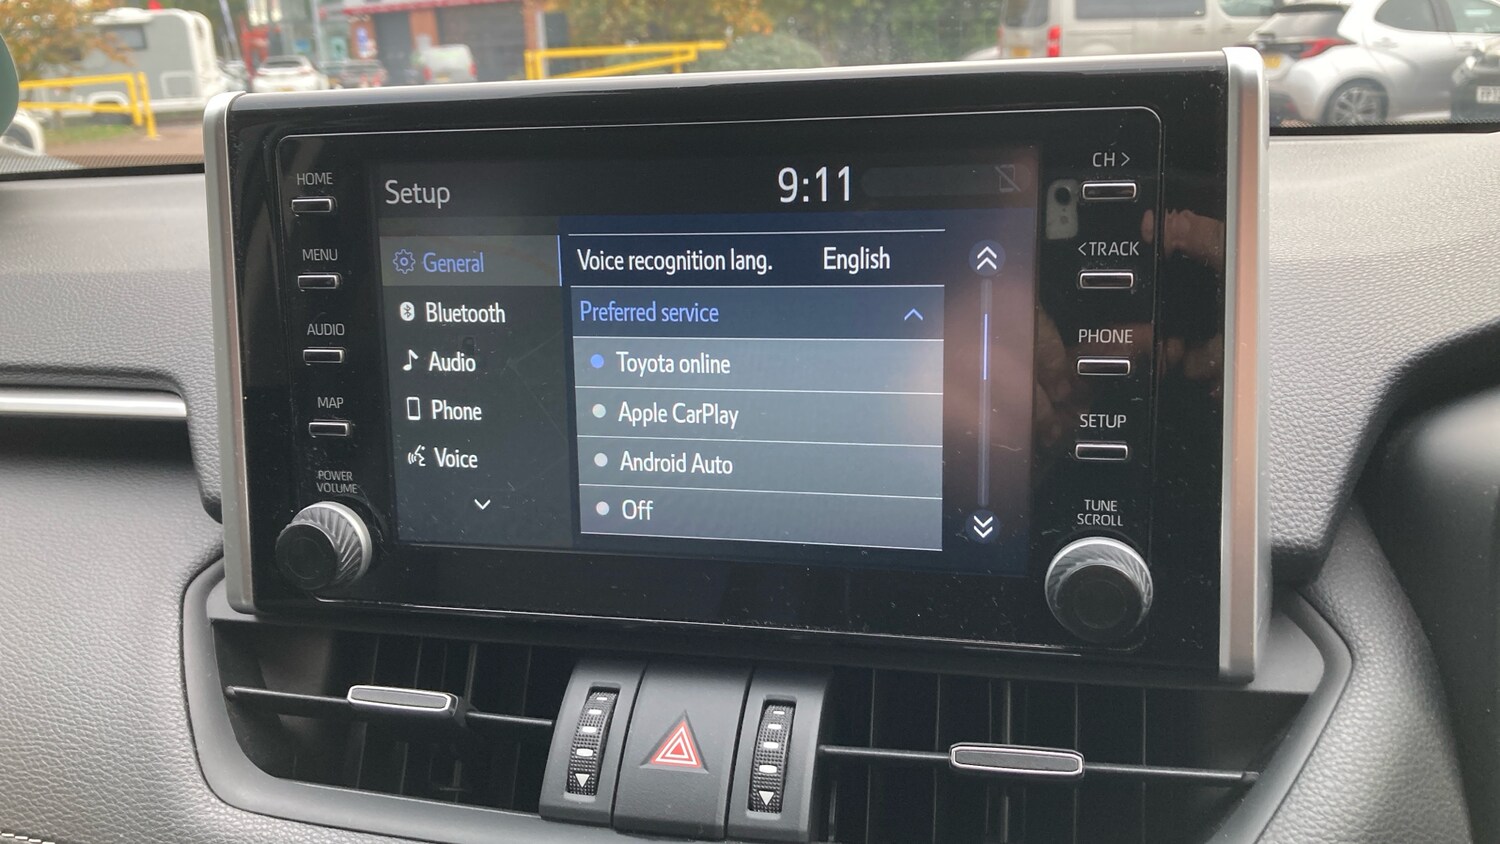 HOME
MENU
AUDIO
MAP
POWER
VOLUME
Setup
9:11
General
Bluetooth
Audio
Phone
Voice
Voice recognition lang. English
Preferred service
Toyota online
Apple CarPlay
Android Auto
Off
CH >
< TRACK
PHONE
SETUP
TUNE
SCROLL